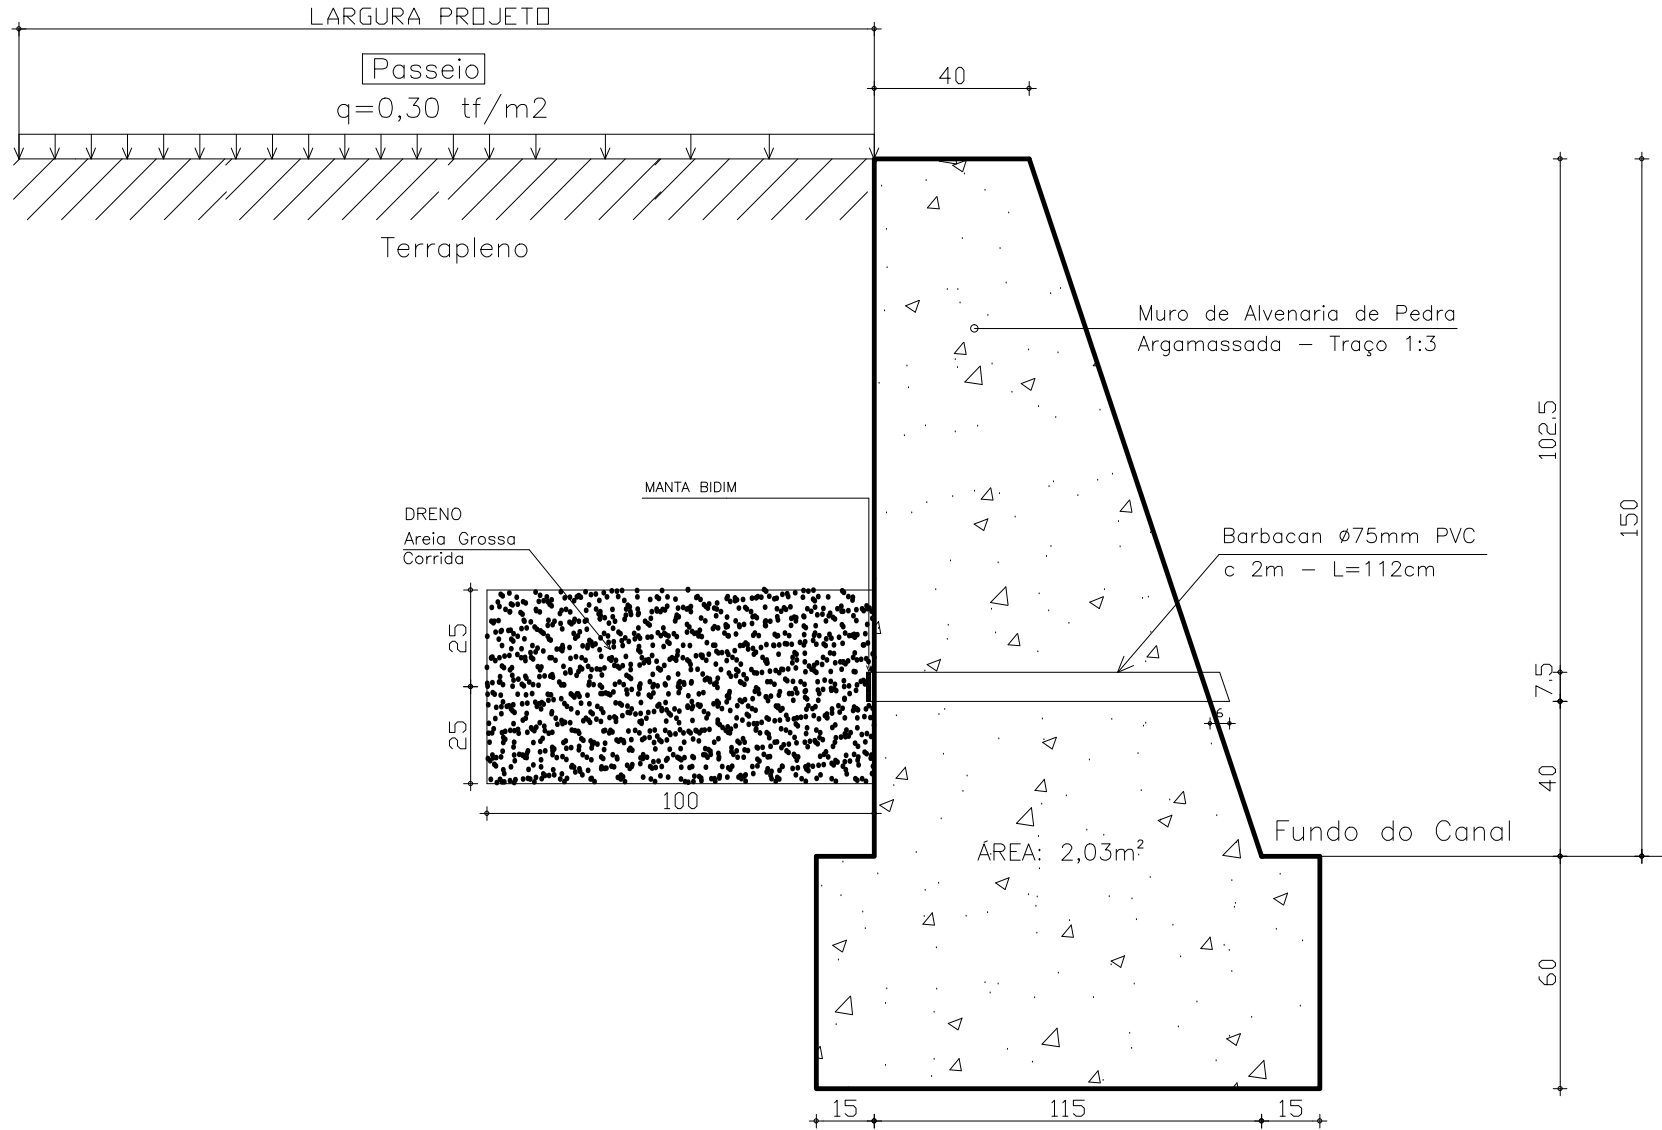 LARGURA PROJETO
Passeio
q=0,30 tf/m2
40
Terrapleno
Muro de Alvenaria de Pedra
Argamassada - Traço 1:3
102.5
150
MANTA BIDIM
DRENO
Areia Grossa
Corrida
Barbacan ø75mm PVC
c 2m - L=112cm
25
7.5
6
25
40
100
Fundo do Canal
ÁREA: 2,03m²
60
15
115
15